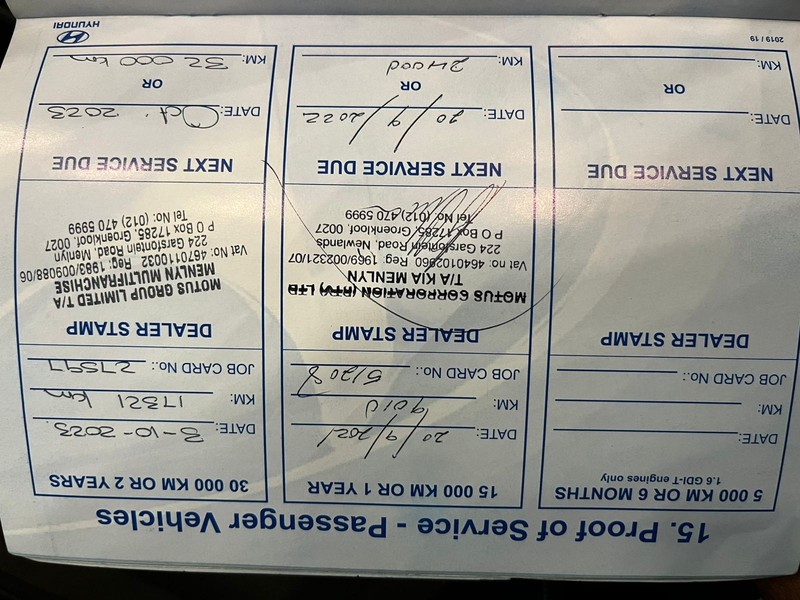 15. Proof of Service - Passenger Vehicles
5 000 KM OR 6 MONTHS
1.6 GDI-T engines only
DATE:
KM:
JOB CARD No.:
DEALER STAMP
NEXT SERVICE DUE
DATE:
OR
KM:
2019 / 19
15 000 KM OR 1 YEAR
DATE: 20/9/2021
KM: 9010
JOB CARD No.: 51208
DEALER STAMP
MOTUS CORPORATION (PTY) LTD
T/A KIA MENLYN
Vat no: 4640102960 Reg: 1969/002321/07
224 Garsfontein Road, Newlands
P O Box 17285, Groenkloof, 0027
Tel No: (012) 470 5999
NEXT SERVICE DUE
DATE: 20/9/2022
OR
KM: 24000
30 000 KM OR 2 YEARS
DATE: 3-10-2023
KM: 17321 km
JOB CARD No.: 27597
DEALER STAMP
MOTUS GROUP LIMITED T/A
MENLYN MULTIFRANCHISE
Vat No: 4670110032 Reg: 1983/009088/06
224 Garsfontein Road, Menlyn
P O Box 17285, Groenkloof, 0027
Tel No: (012) 470 5999
NEXT SERVICE DUE
DATE: Oct. 2023
OR
KM: 32 000 km
HYUNDAI